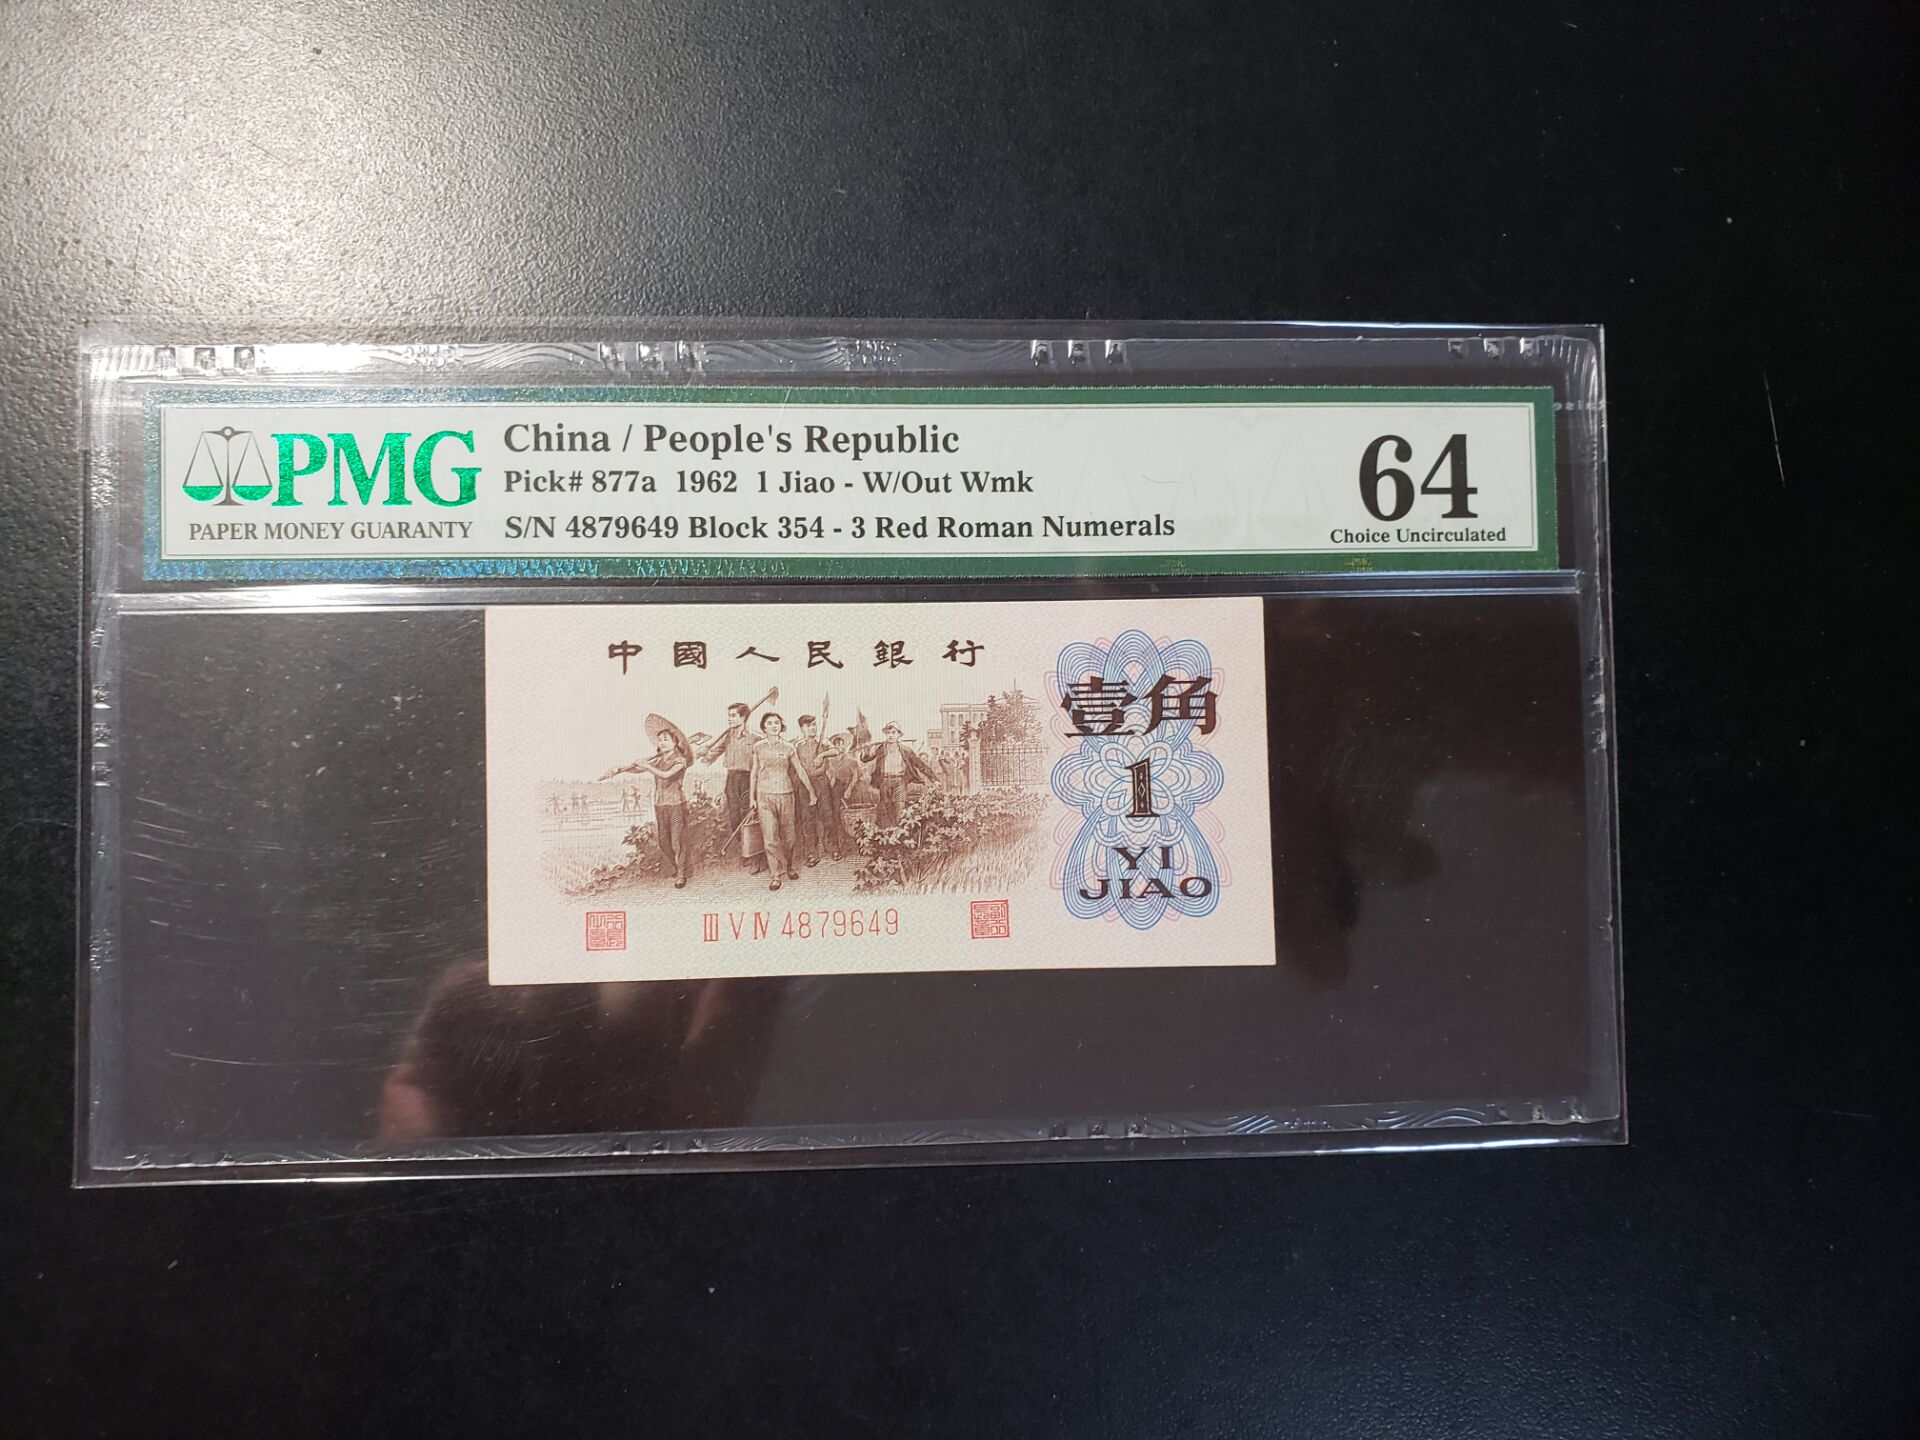 PMG
PAPER MONEY GUARANTY
China / People's Republic
Pick# 877a 1962 1 Jiao - W/Out Wmk
S/N 4879649 Block 354 - 3 Red Roman Numerals
64
Choice Uncirculated
中國人民銀行
壹角
1
YI
JIAO
III V IV 4879649